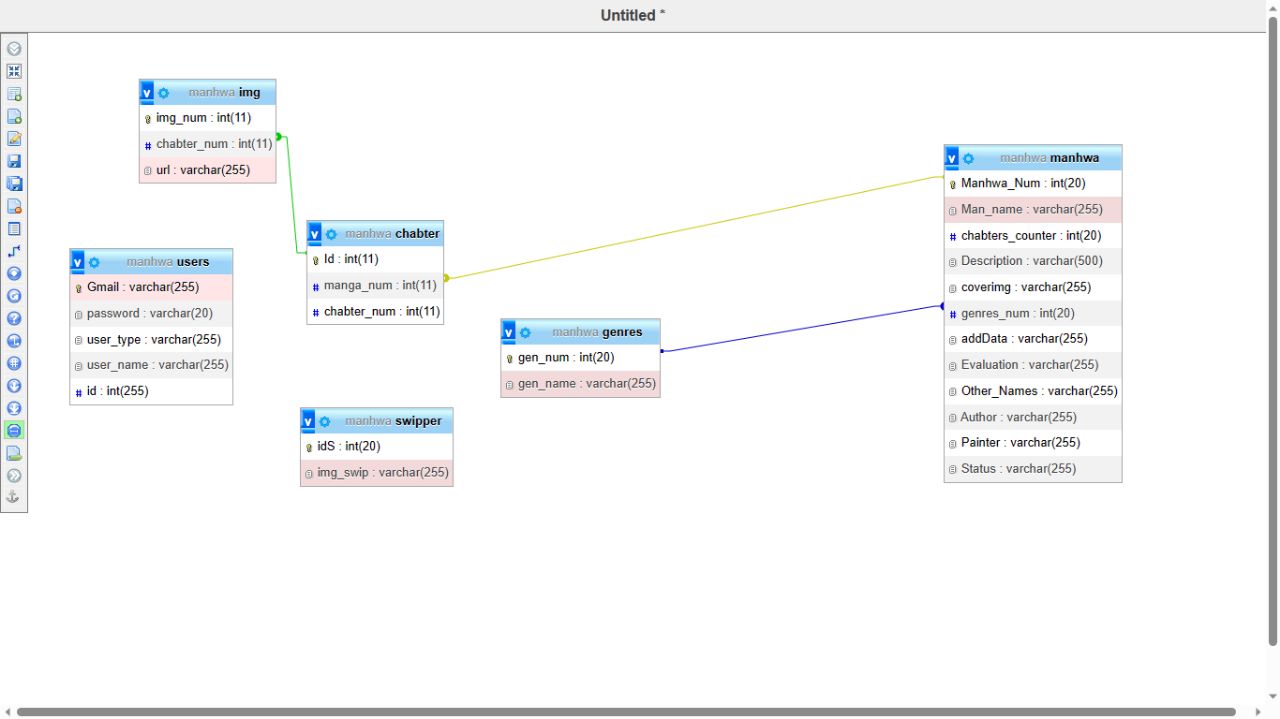 Untitled *
v manhwa img
img_num : int(11)
# chabter_num : int(11)
url : varchar(255)
v manhwa users
Gmail : varchar(255)
password : varchar(20)
user_type : varchar(255)
user_name : varchar(255)
# id : int(255)
v manhwa chabter
Id : int(11)
# manga_num : int(11)
# chabter_num : int(11)
v manhwa swipper
idS : int(20)
img_swip : varchar(255)
v manhwa genres
gen_num : int(20)
gen_name : varchar(255)
v manhwa manhwa
Manhwa_Num : int(20)
Man_name : varchar(255)
# chabters_counter : int(20)
Description : varchar(500)
coverimg : varchar(255)
# genres_num : int(20)
addData : varchar(255)
Evaluation : varchar(255)
Other_Names : varchar(255)
Author : varchar(255)
Painter : varchar(255)
Status : varchar(255)